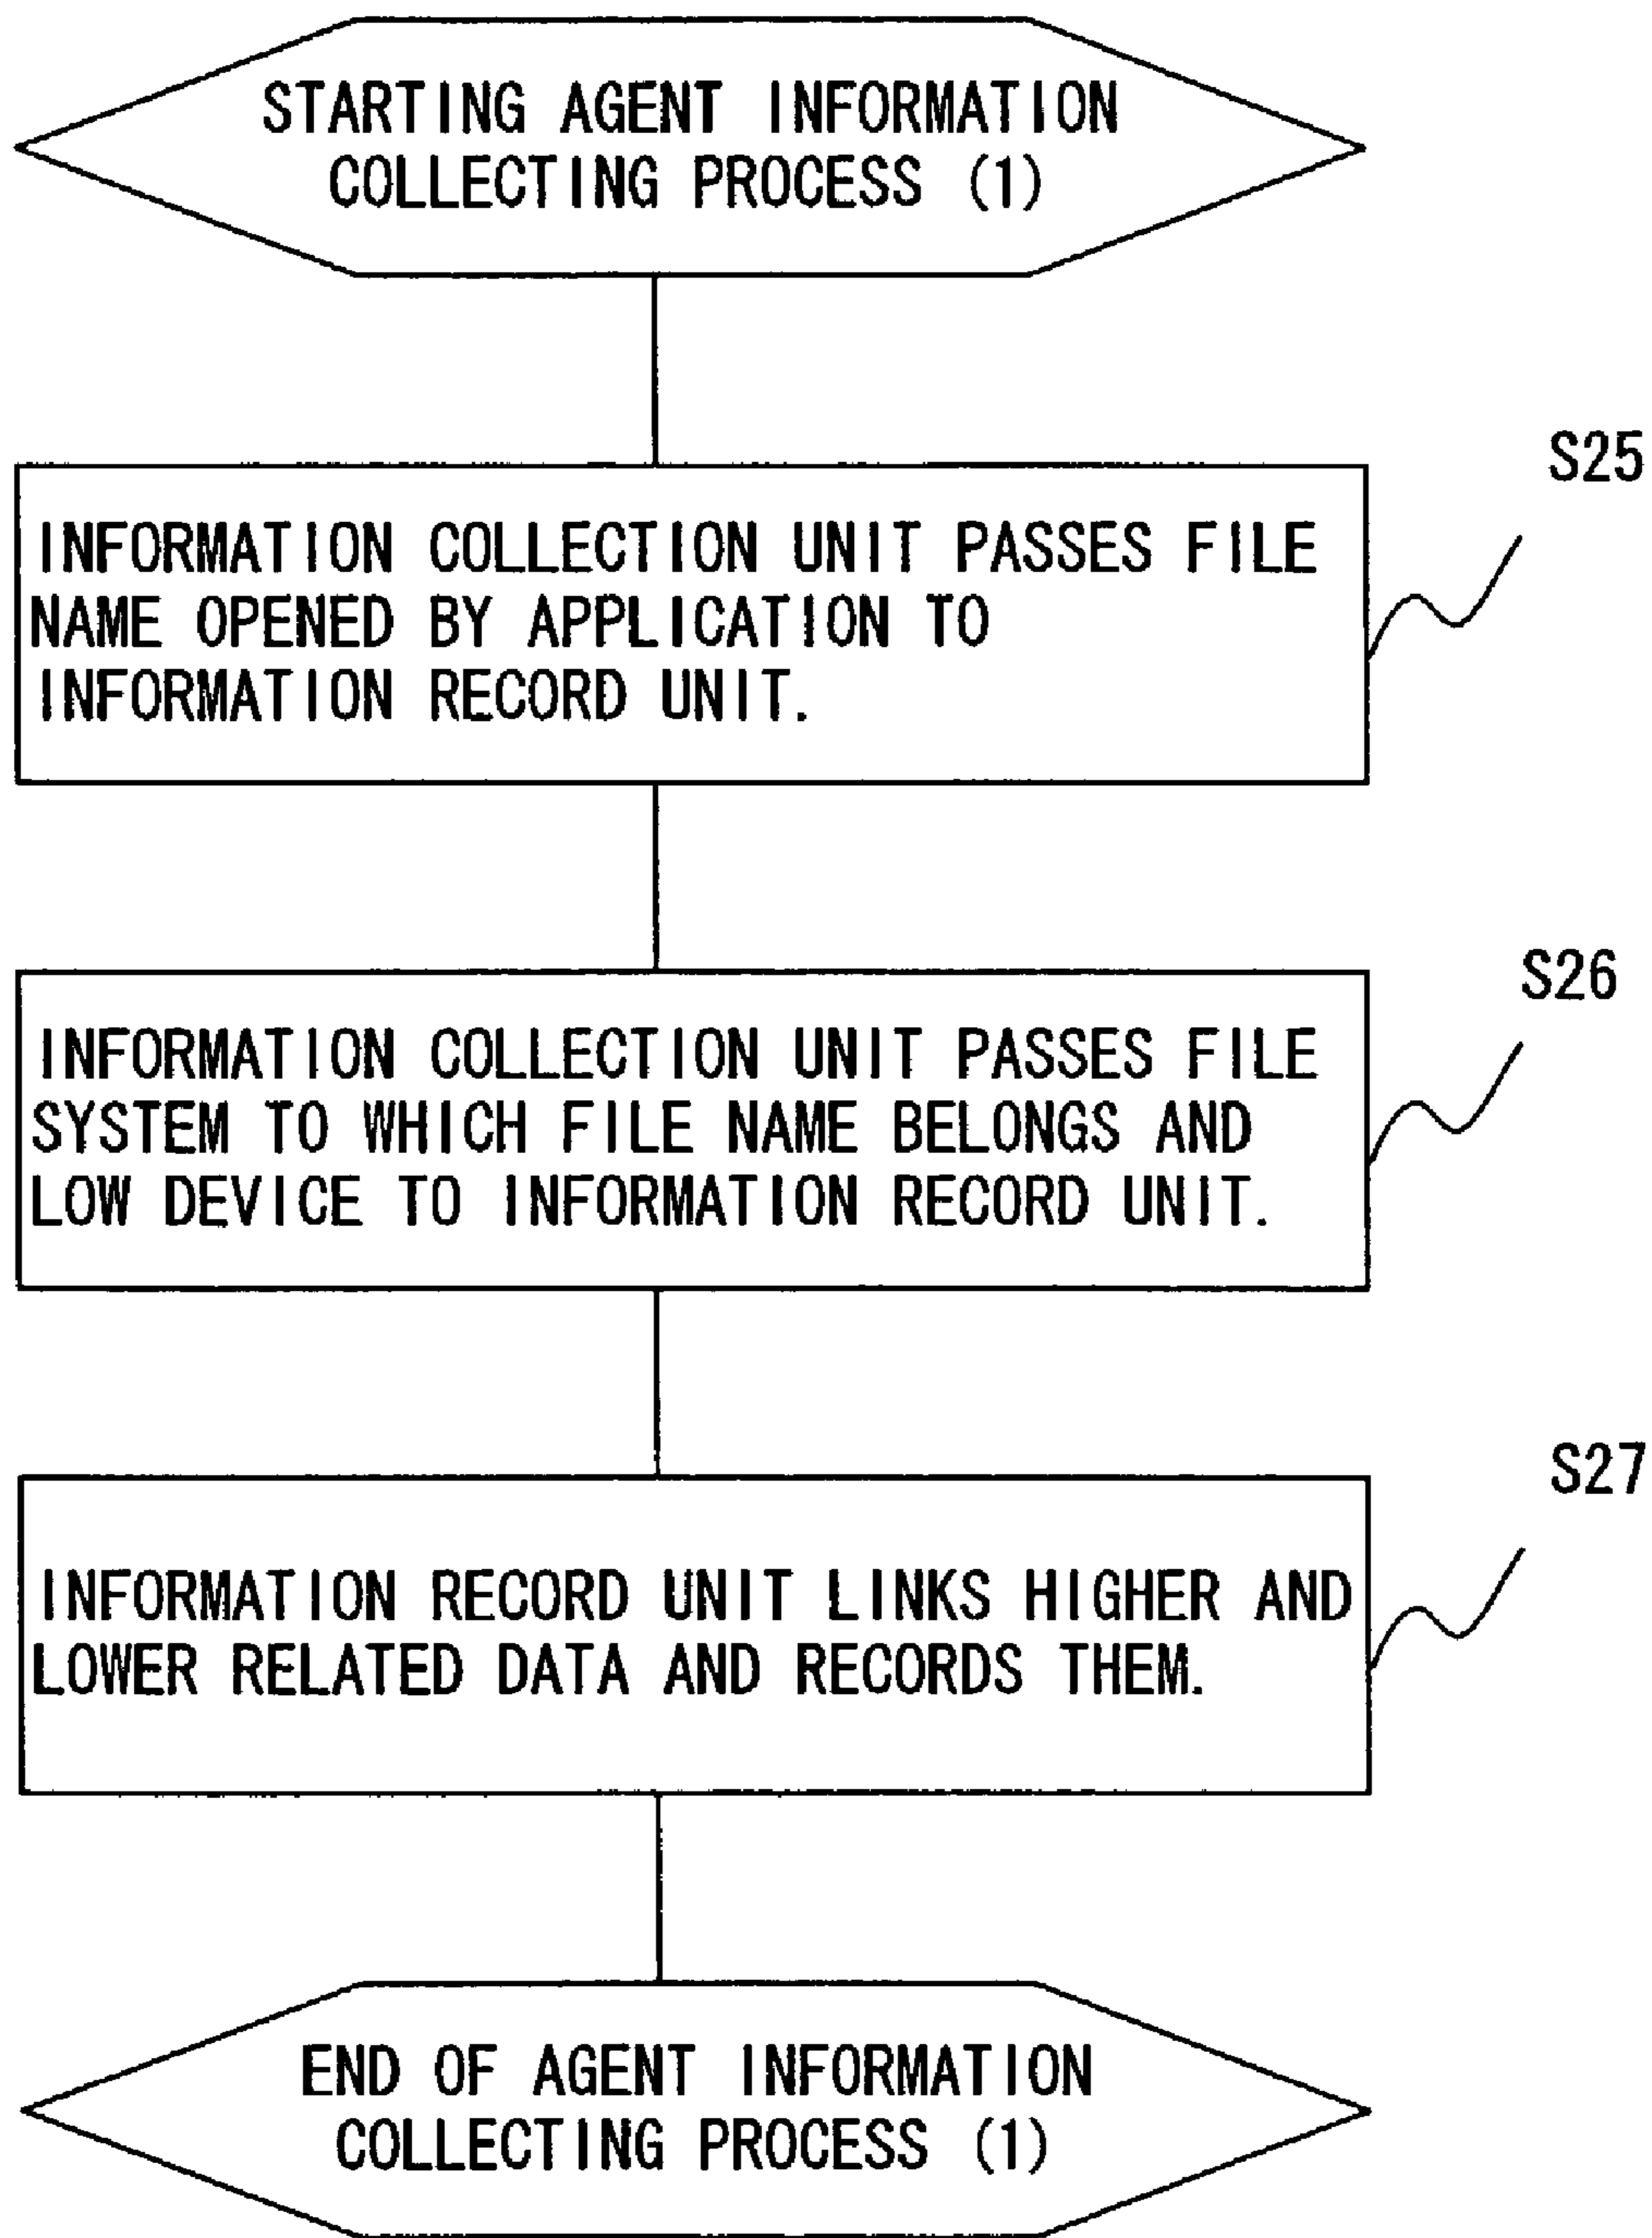 STARTING AGENT INFORMATION
COLLECTING PROCESS (1)
S25
INFORMATION COLLECTION UNIT PASSES FILE
NAME OPENED BY APPLICATION TO
INFORMATION RECORD UNIT.
S26
INFORMATION COLLECTION UNIT PASSES FILE
SYSTEM TO WHICH FILE NAME BELONGS AND
LOW DEVICE TO INFORMATION RECORD UNIT.
S27
INFORMATION RECORD UNIT LINKS HIGHER AND
LOWER RELATED DATA AND RECORDS THEM.
END OF AGENT INFORMATION
COLLECTING PROCESS (1)